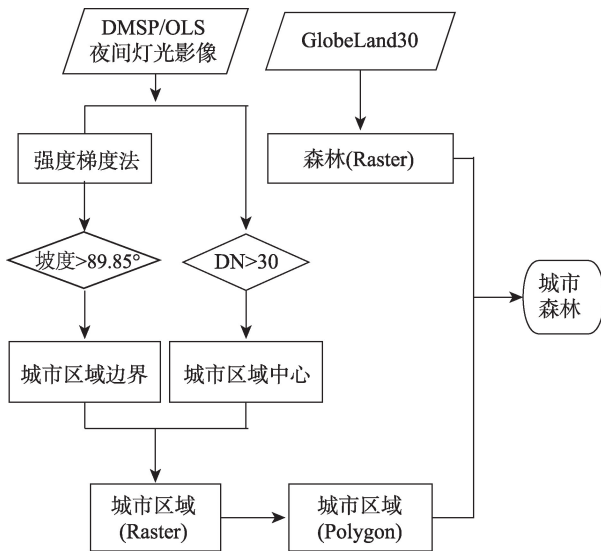 DMSP/OLS
夜间灯光影像
GlobeLand30
强度梯度法
森林(Raster)
坡度>89.85°
DN>30
城市
森林
城市区域边界
城市区域中心
城市区域
(Raster)
城市区域
(Polygon)